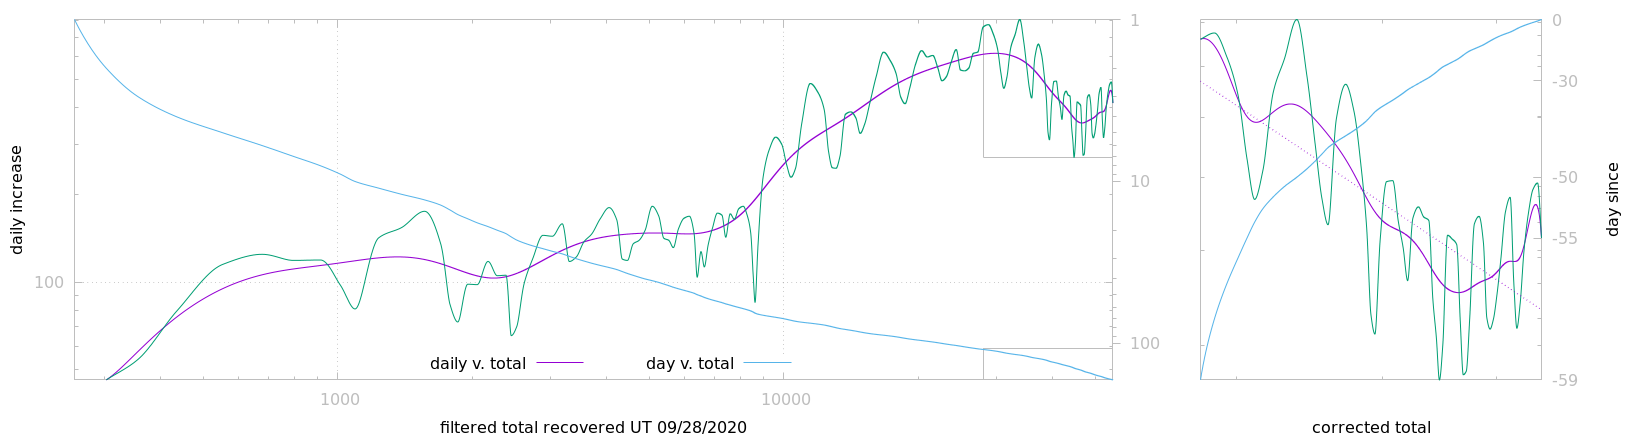 daily increase
100
1000
10000
1
10
100
daily v. total
day v. total
filtered total recovered UT 09/28/2020
0
-30
-50
-55
-59
day since
corrected total